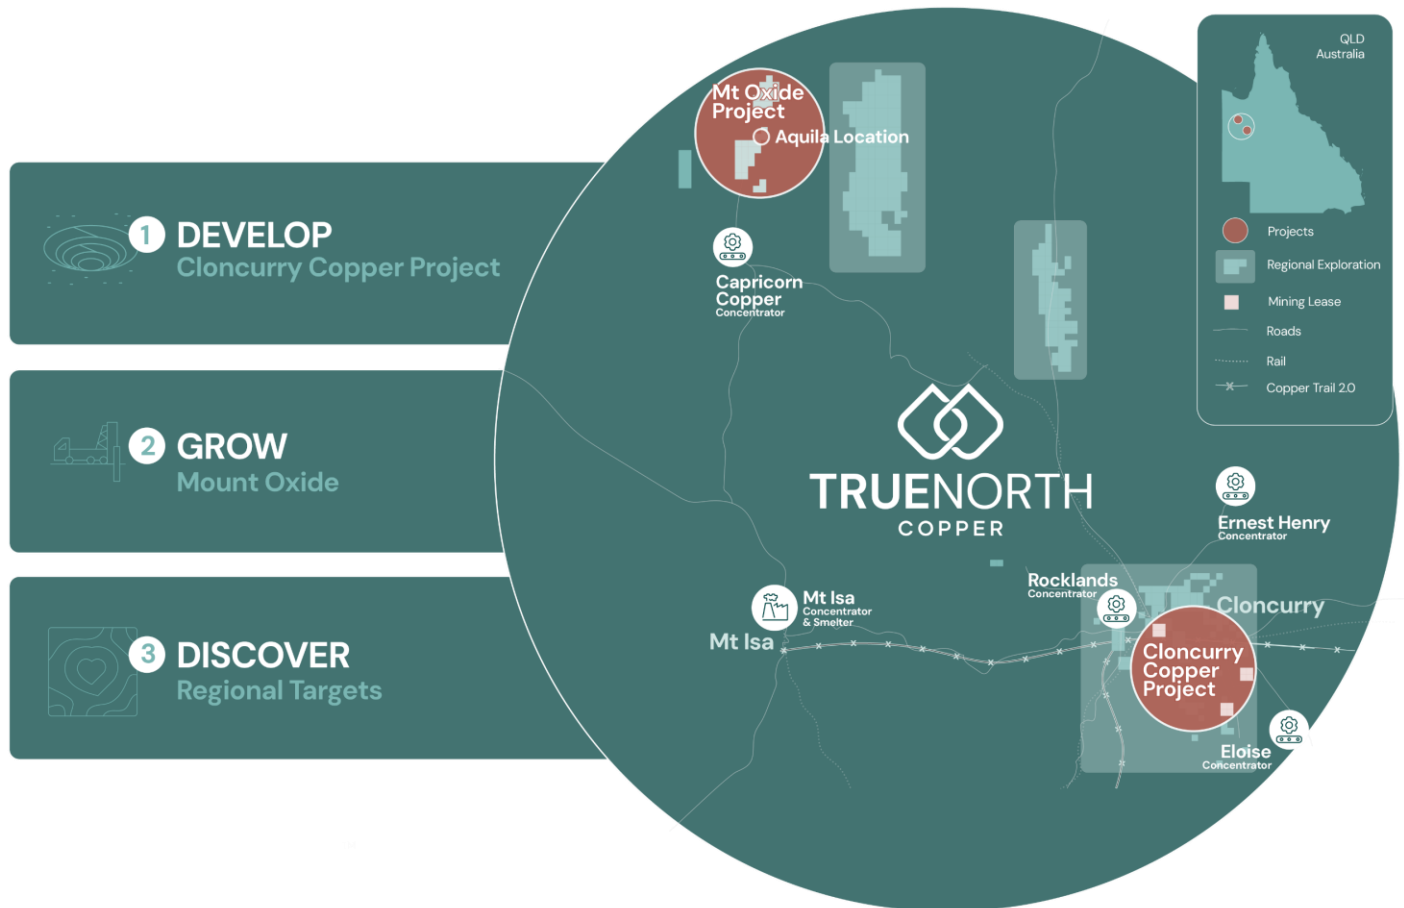 1 DEVELOP
Cloncurry Copper Project
2 GROW
Mount Oxide
3 DISCOVER
Regional Targets
Mt Oxide
Project
Aquila Location
Capricorn
Copper
Concentrator
TRUENORTH
COPPER
Ernest Henry
Concentrator
Rocklands
Concentrator
Mt Isa
Concentrator
& Smelter
Mt Isa
Cloncurry
Cloncurry
Copper
Project
Eloise
Concentrator
QLD
Australia
Projects
Regional Exploration
Mining Lease
Roads
Rail
Copper Trail 2.0